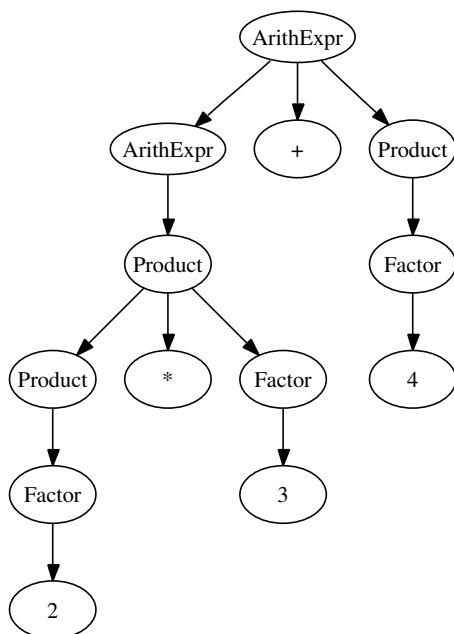 ArithExpr
ArithExpr + Product
Product Factor
Product * Factor 4
Factor 3
2